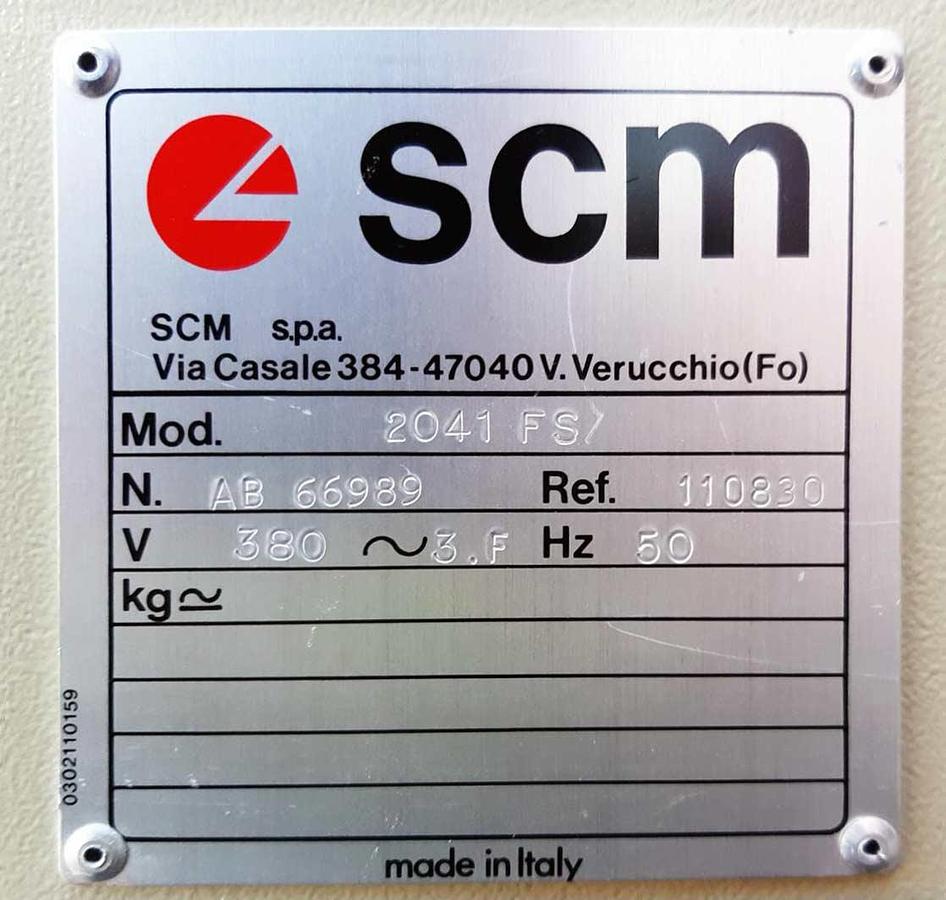 scm
SCM s.p.a.
Via Casale 384-47040 V. Verucchio (Fo)
Mod. 2041 FS/
N. AB 66989 Ref. 110830
V 380 ~ 3.F Hz 50
kg≃
0302110159
made in Italy